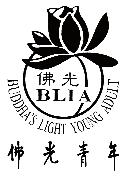 佛光
BLIA
BUDDHA'S LIGHT YOUNG ADULT
佛光青年